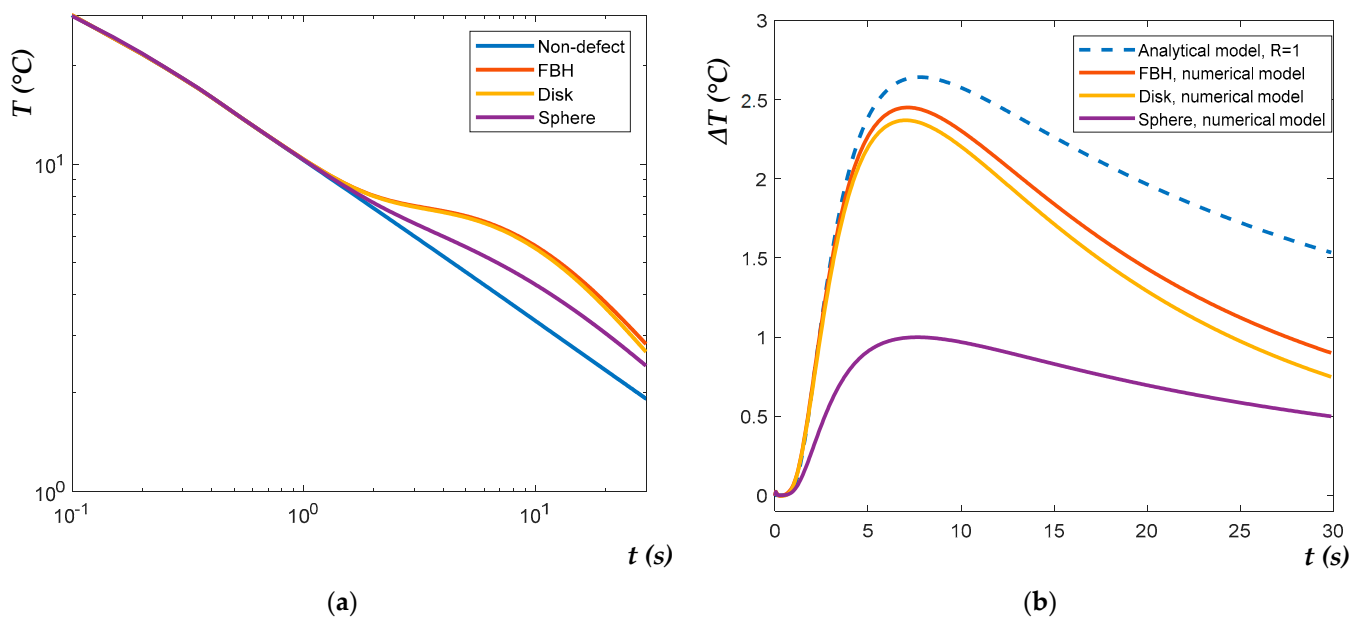 T (°C)
10¹
10⁰
10⁻¹
10⁰
10¹
t (s)
Non-defect
FBH
Disk
Sphere
(a)
ΔT (°C)
3
2.5
2
1.5
1
0.5
0
0
5
10
15
20
25
30
t (s)
Analytical model, R=1
FBH, numerical model
Disk, numerical model
Sphere, numerical model
(b)